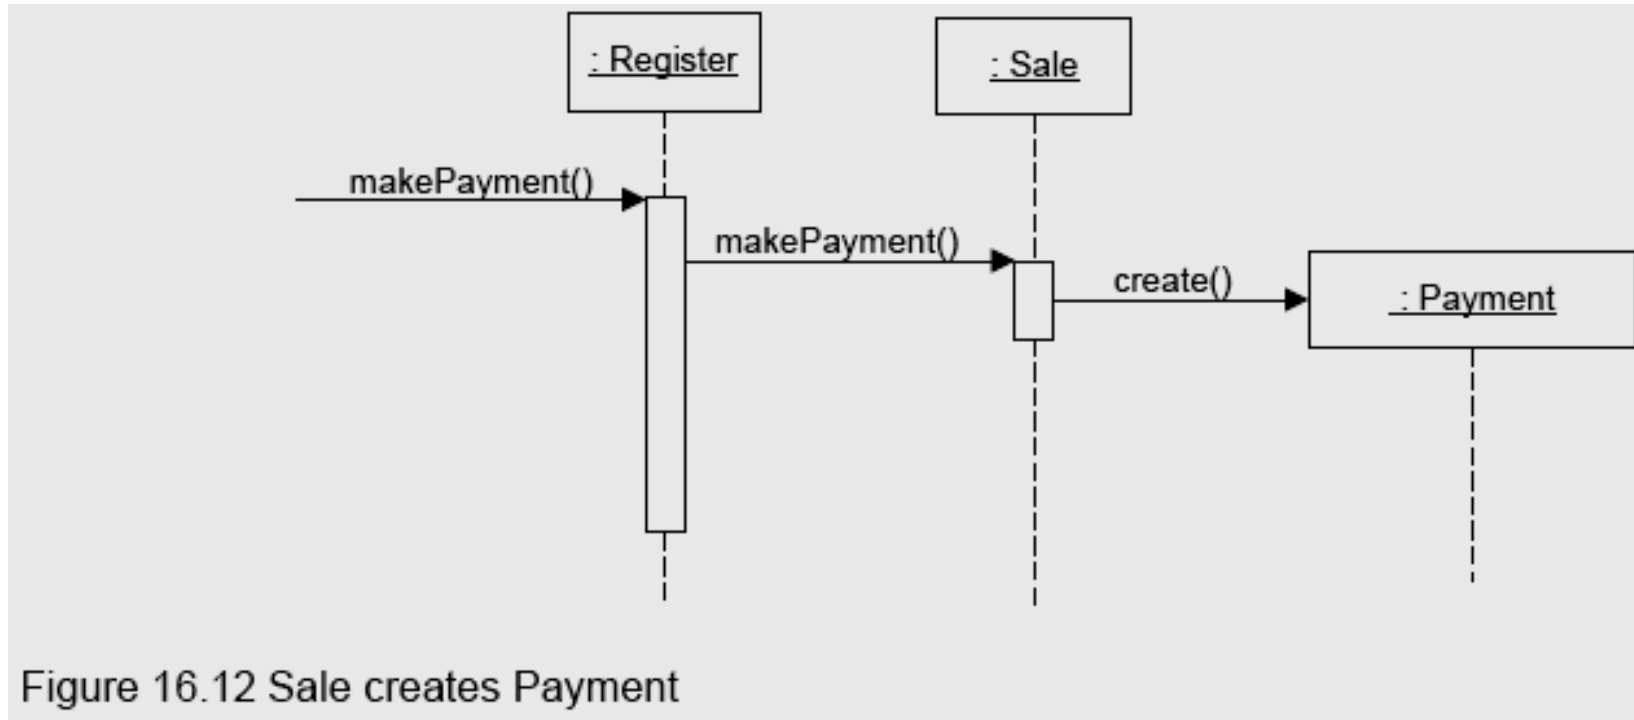 : Register
: Sale
makePayment()
makePayment()
create()
: Payment
Figure 16.12 Sale creates Payment